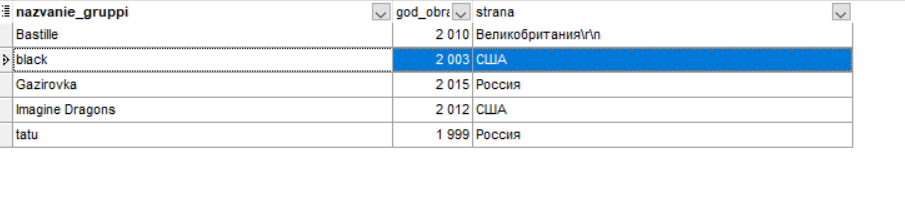 nazvanie_gruppi god_obra strana
Bastille 2 010 Великобритания\r\n
black 2 003 США
Gazirovka 2 015 Россия
Imagine Dragons 2 012 США
tatu 1 999 Россия